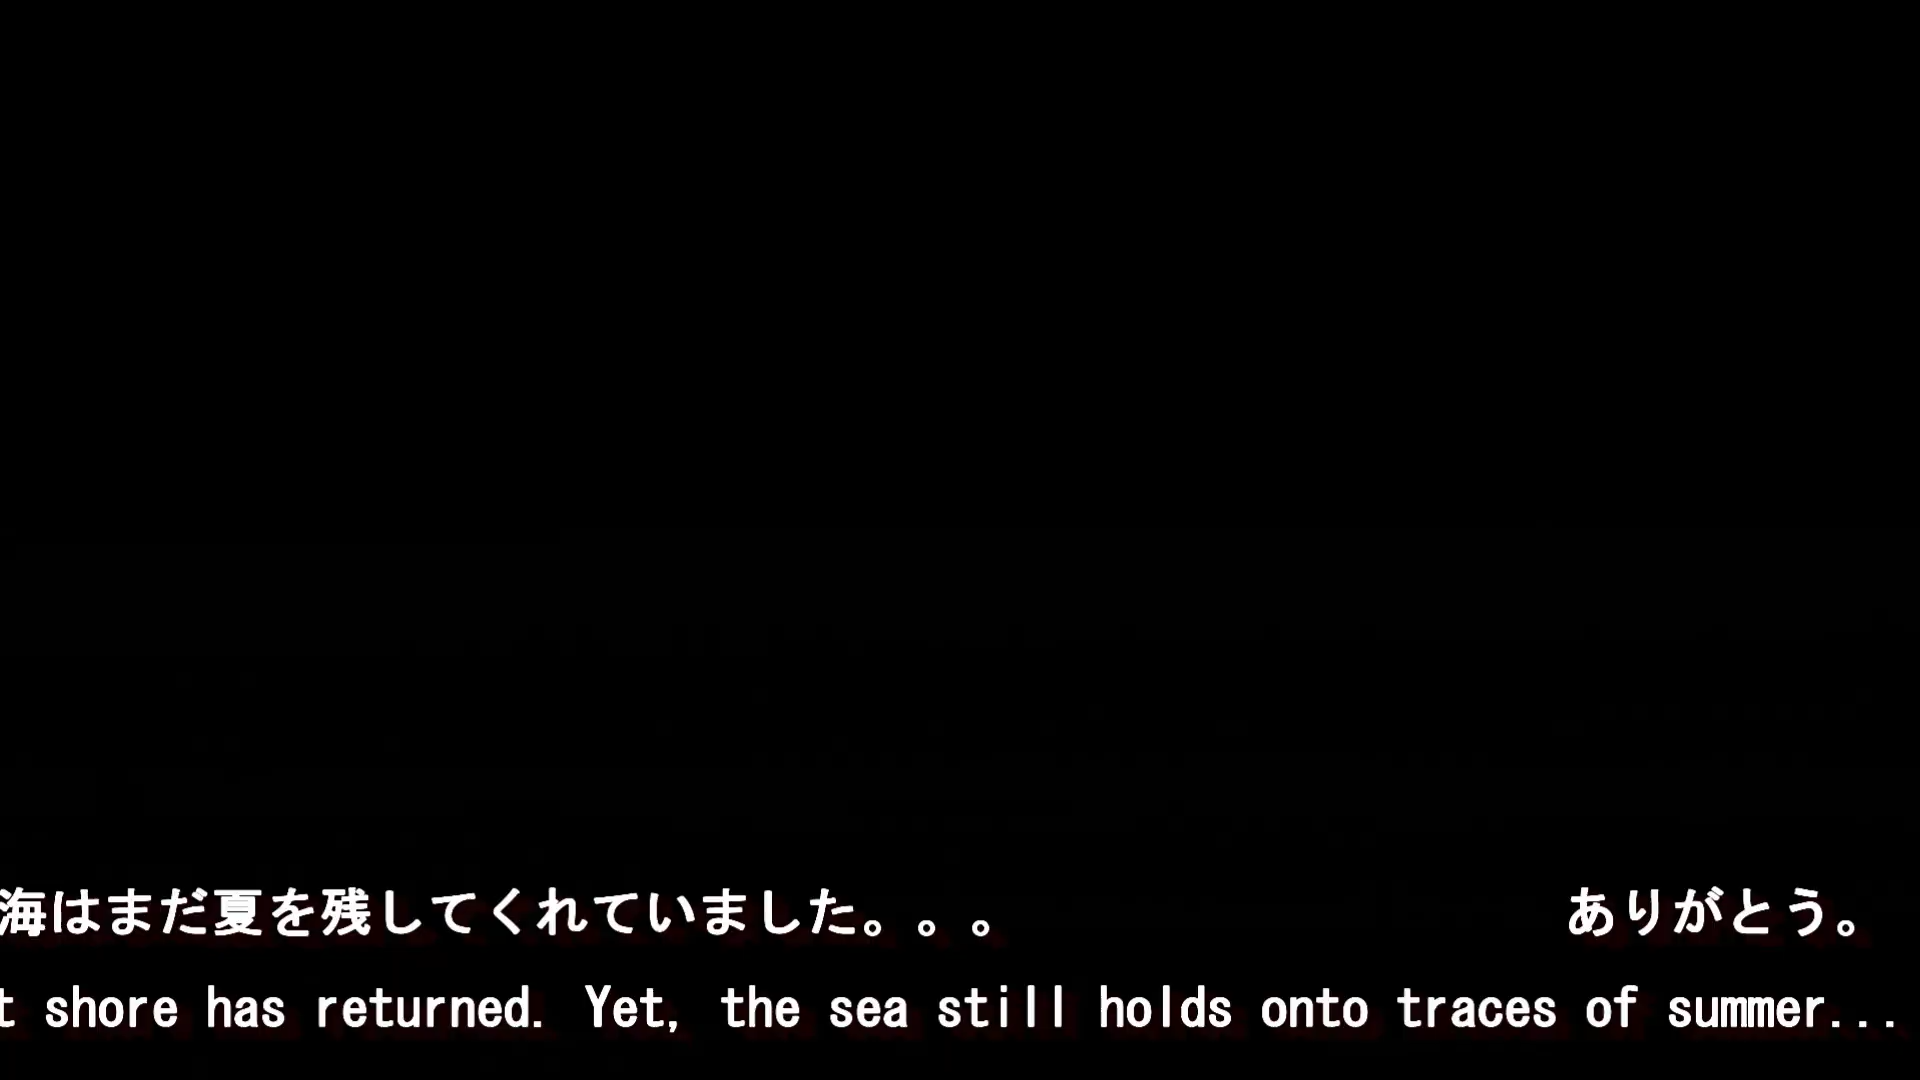 海はまだ夏を残してくれていました。。。 ありがとう。
t shore has returned. Yet, the sea still holds onto traces of summer...